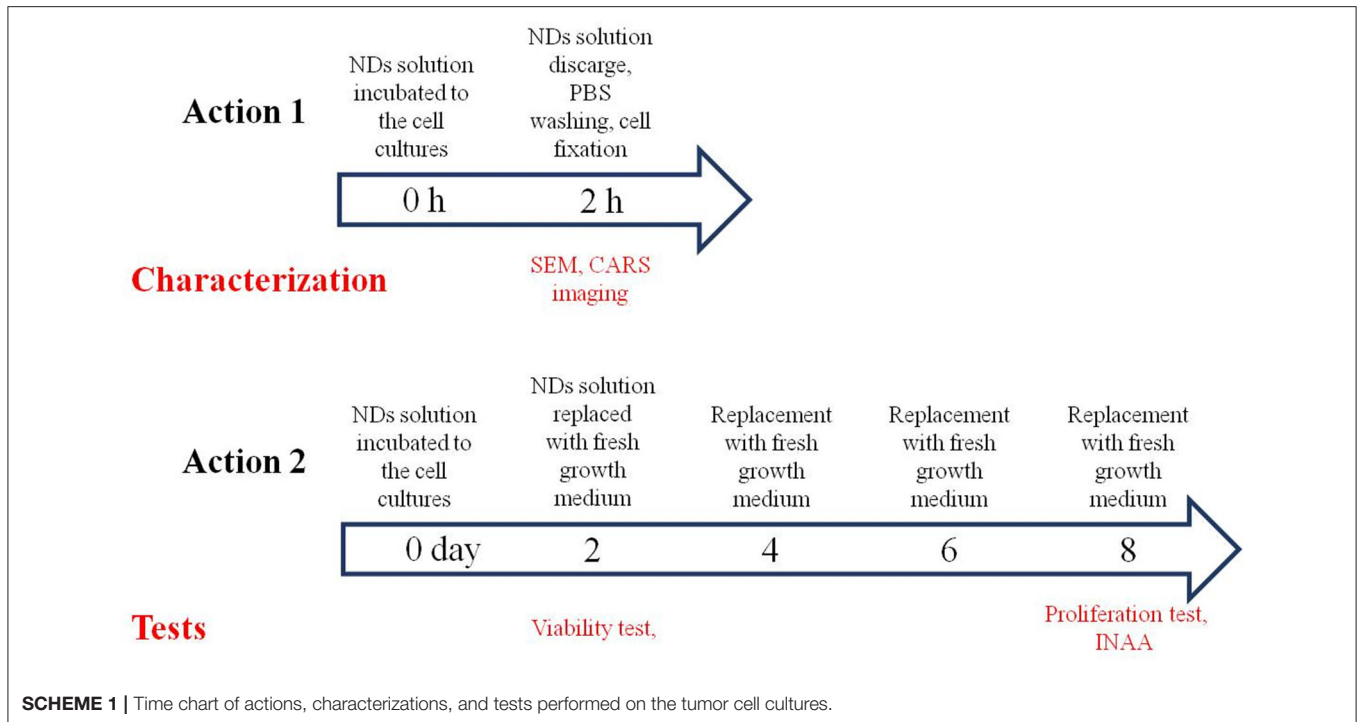 NDs solution
incubated to
the cell
cultures
NDs solution
discarge,
PBS
washing, cell
fixation
Action 1
0 h
2 h
Characterization
SEM, CARS
imaging
NDs solution
incubated to
the cell
cultures
NDs solution
replaced
with fresh
growth
medium
Replacement
with fresh
growth
medium
Replacement
with fresh
growth
medium
Replacement
with fresh
growth
medium
Action 2
0 day
2
4
6
8
Tests
Viability test,
Proliferation test,
INAA
SCHEME 1 | Time chart of actions, characterizations, and tests performed on the tumor cell cultures.